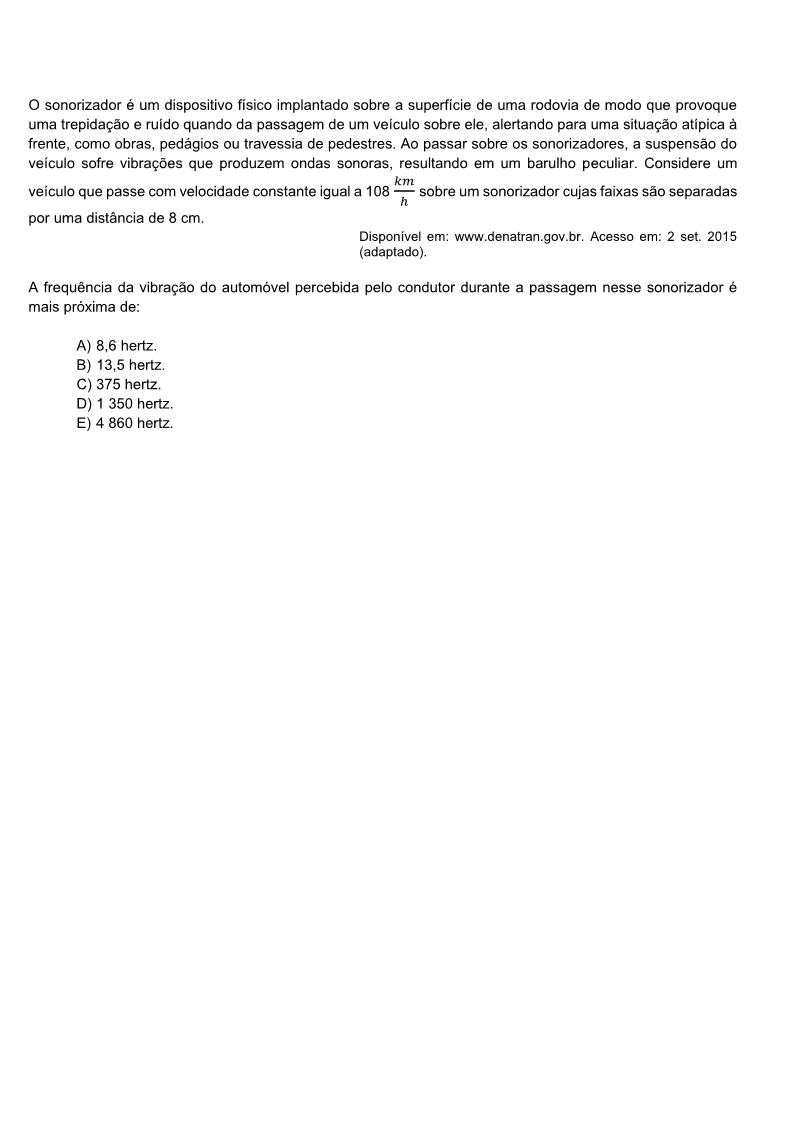 O sonorizador é um dispositivo físico implantado sobre a superfície de uma rodovia de modo que provoque
uma trepidação e ruído quando da passagem de um veículo sobre ele, alertando para uma situação atípica à
frente, como obras, pedágios ou travessia de pedestres. Ao passar sobre os sonorizadores, a suspensão do
veículo sofre vibrações que produzem ondas sonoras, resultando em um barulho peculiar. Considere um
veículo que passe com velocidade constante igual a 108 km/h sobre um sonorizador cujas faixas são separadas
por uma distância de 8 cm.
Disponível em: www.denatran.gov.br. Acesso em: 2 set. 2015
(adaptado).
A frequência da vibração do automóvel percebida pelo condutor durante a passagem nesse sonorizador é
mais próxima de:
A) 8,6 hertz.
B) 13,5 hertz.
C) 375 hertz.
D) 1 350 hertz.
E) 4 860 hertz.